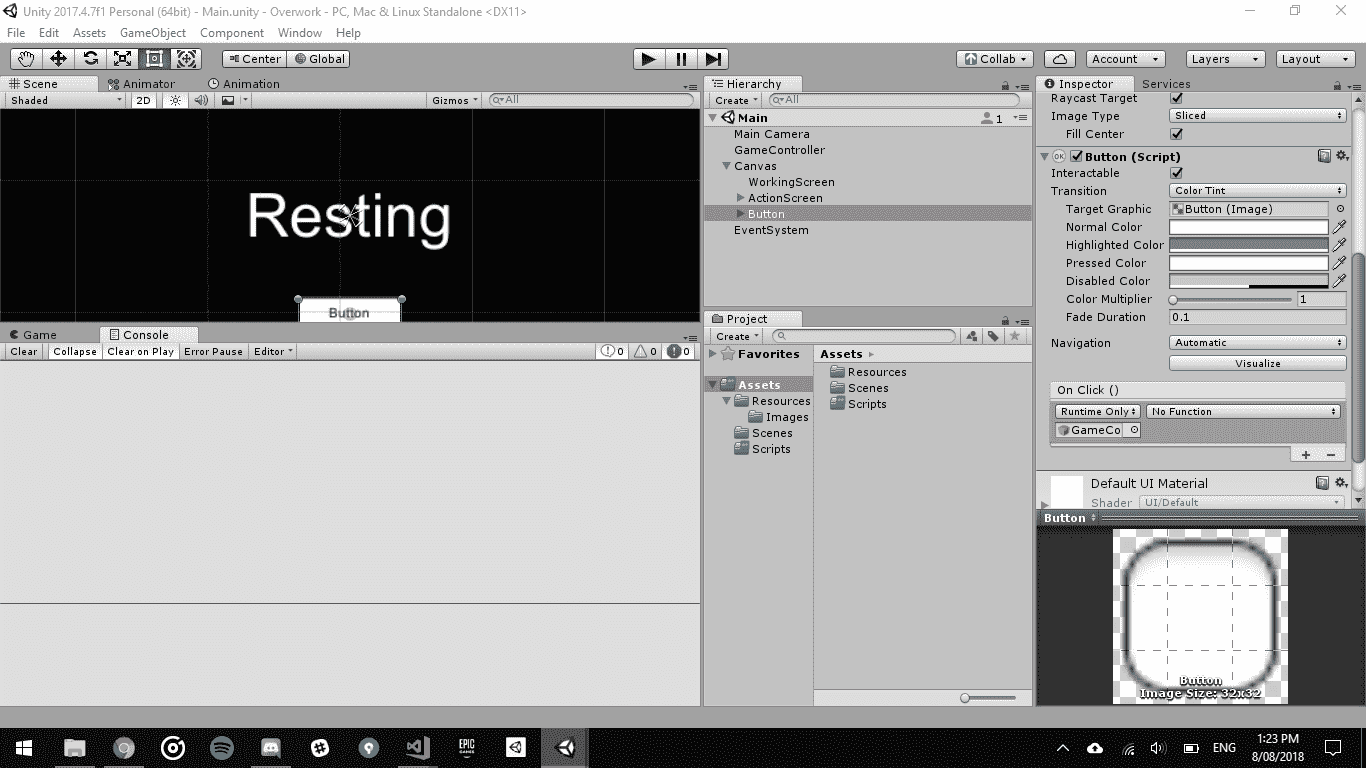 Unity 2017.4.7f1 Personal (64bit) - Main.unity - Overwork - PC, Mac & Linux Standalone <DX11>
File Edit Assets GameObject Component Window Help
Center Global Collab Account Layers Layout
Scene Animator Animation
Shaded 2D Gizmos All
Resting
Button
Game Console
Clear Collapse Clear on Play Error Pause Editor 0 0 0
Hierarchy
Create All
Main 1
Main Camera
GameController
Canvas
WorkingScreen
ActionScreen
Button
EventSystem
Project
Create
Favorites
Assets
Resources
Images
Scenes
Scripts
Assets
Resources
Scenes
Scripts
Inspector Services
Raycast Target
Image Type Sliced
Fill Center
OK Button (Script)
Interactable
Transition Color Tint
Target Graphic Button (Image)
Normal Color
Highlighted Color
Pressed Color
Disabled Color
Color Multiplier 1
Fade Duration 0.1
Navigation Automatic
Visualize
On Click ()
Runtime Only No Function
GameCo
+ −
Default UI Material
Shader UI/Default
Button
Button
Image Size: 32x32
EPIC GAMES
ENG
1:23 PM
8/08/2018